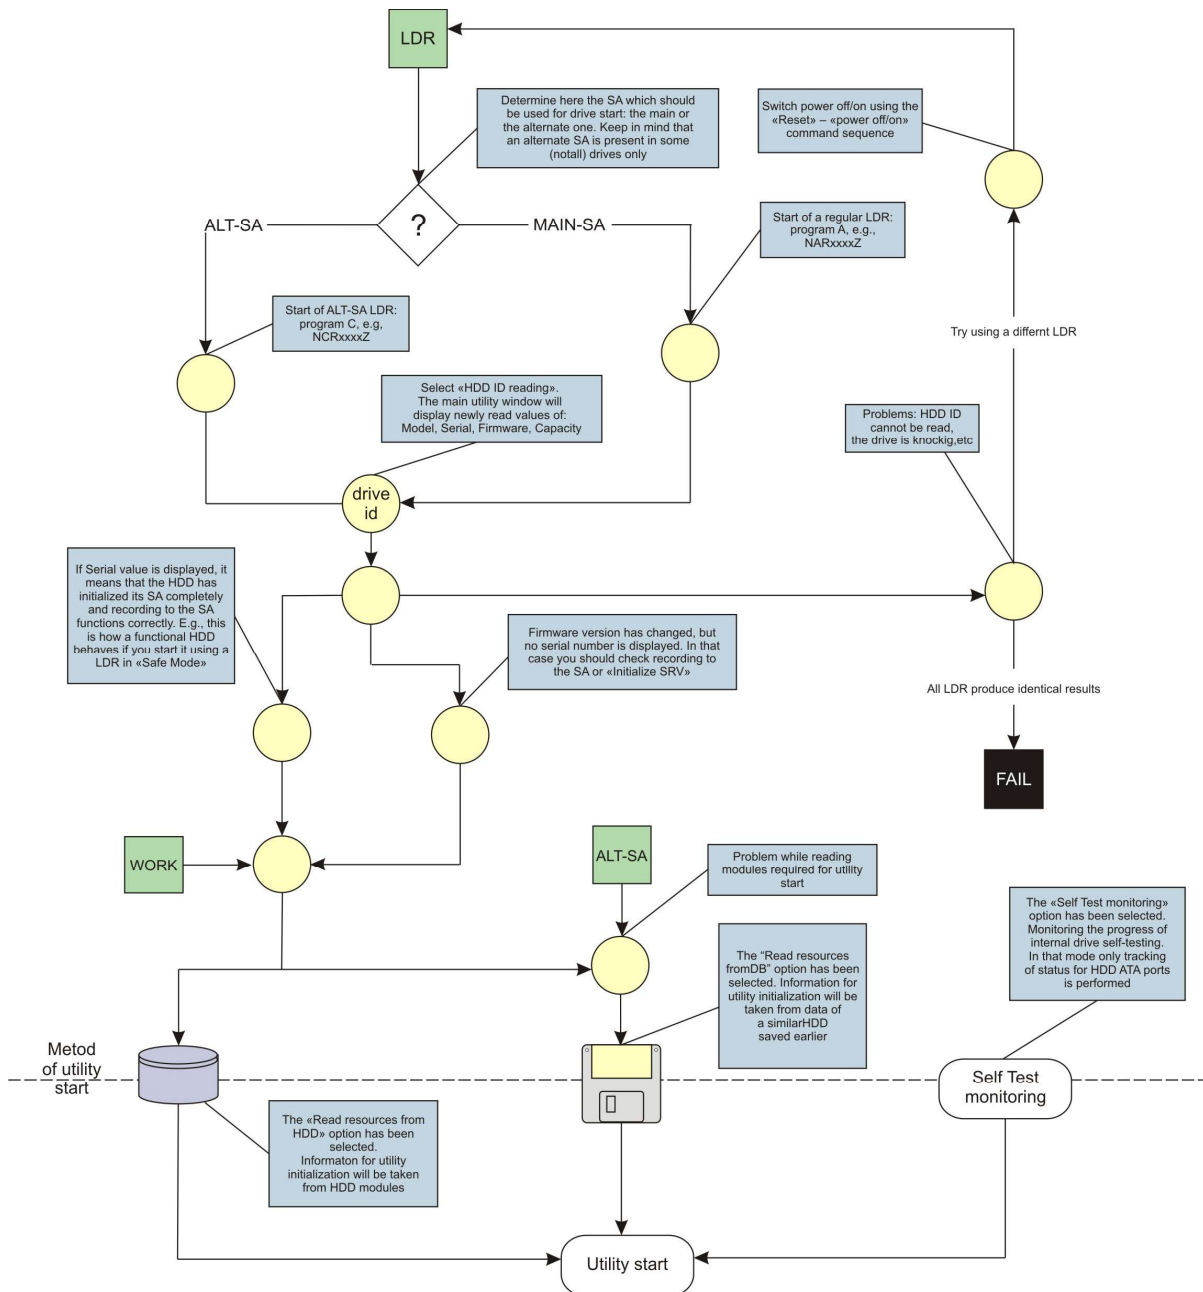 LDR
Determine here the SA which should
be used for drive start: the main or
the alternate one. Keep in mind that
an alternate SA is present in some
(notall) drives only
Switch power off/on using the
«Reset» – «power off/on»
command sequence
?
ALT-SA
MAIN-SA
Start of a regular LDR:
program A, e.g.,
NARxxxxZ
Start of ALT-SA LDR:
program C, e.g,
NCRxxxxZ
Try using a differnt LDR
Select «HDD ID reading».
The main utility window will
display newly read values of:
Model, Serial, Firmware, Capacity
Problems: HDD ID
cannot be read,
the drive is knockig,etc
drive
id
If Serial value is displayed, it
means that the HDD has
initialized its SA completely
and recording to the SA
functions correctly. E.g., this
is how a functional HDD
behaves if you start it using a
LDR in «Safe Mode»
Firmware version has changed, but
no serial number is displayed. In that
case you should check recording to
the SA or «Initialize SRV»
All LDR produce identical results
FAIL
WORK
ALT-SA
Problem while reading
modules required for utility
start
The «Self Test monitoring»
option has been selected.
Monitoring the progress of
internal drive self-testing.
In that mode only tracking
of status for HDD ATA ports
is performed
The “Read resources
fromDB” option has been
selected. Information for
utility initialization will be
taken from data of
a similarHDD
saved earlier
Metod
of utility
start
Self Test
monitoring
The «Read resources from
HDD» option has been
selected.
Informaton for utility
initialization will be taken
from HDD modules
Utility start